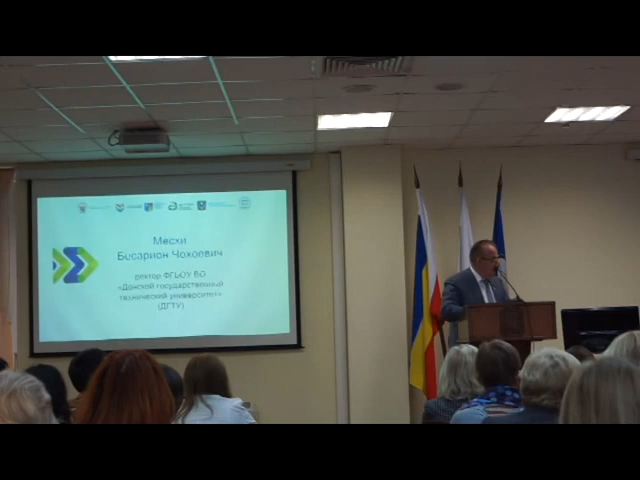 Месхи
Бесарион Чохоевич
ректор ФГБОУ ВО
«Донской государственный
технический университет»
(ДГТУ)